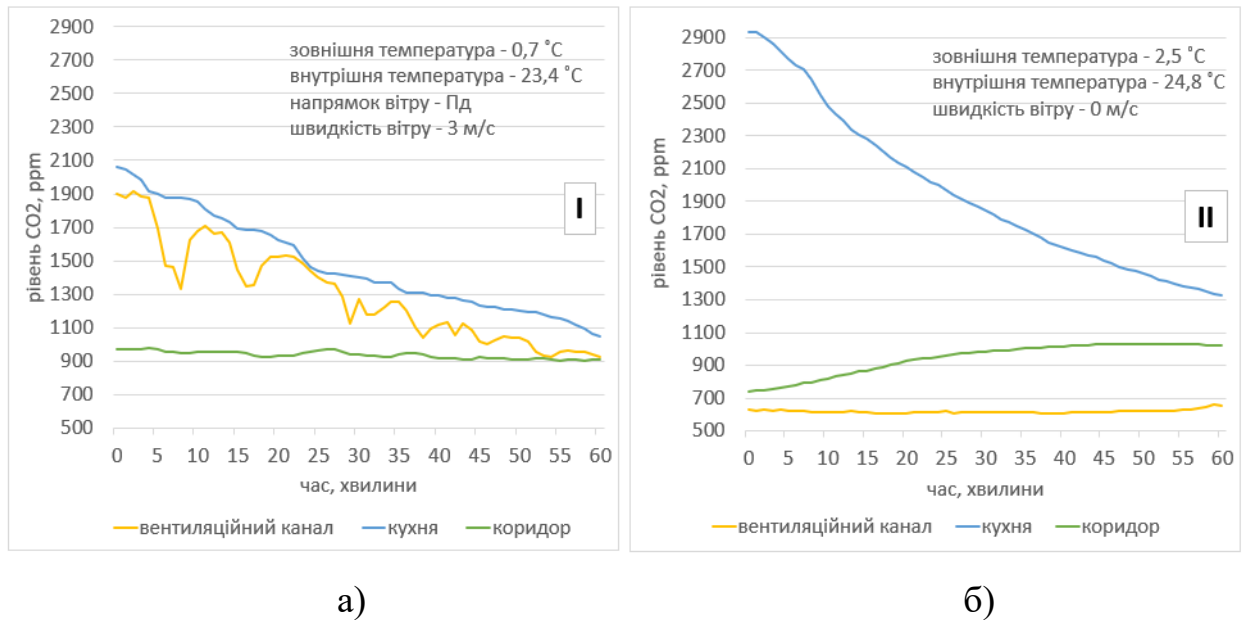 2900
2700
2500
2300
2100
1900
1700
1500
1300
1100
900
700
500
рівень CO2, ppm
зовнішня температура - 0,7 ˚C
внутрішня температура - 23,4 ˚C
напрямок вітру - Пд
швидкість вітру - 3 м/с
I
0 5 10 15 20 25 30 35 40 45 50 55 60
час, хвилини
вентиляційний канал кухня коридор
а)
2900
2700
2500
2300
2100
1900
1700
1500
1300
1100
900
700
500
рівень CO2, ppm
зовнішня температура - 2,5 ˚C
внутрішня температура - 24,8 ˚C
швидкість вітру - 0 м/с
II
0 5 10 15 20 25 30 35 40 45 50 55 60
час, хвилини
вентиляційний канал кухня коридор
б)